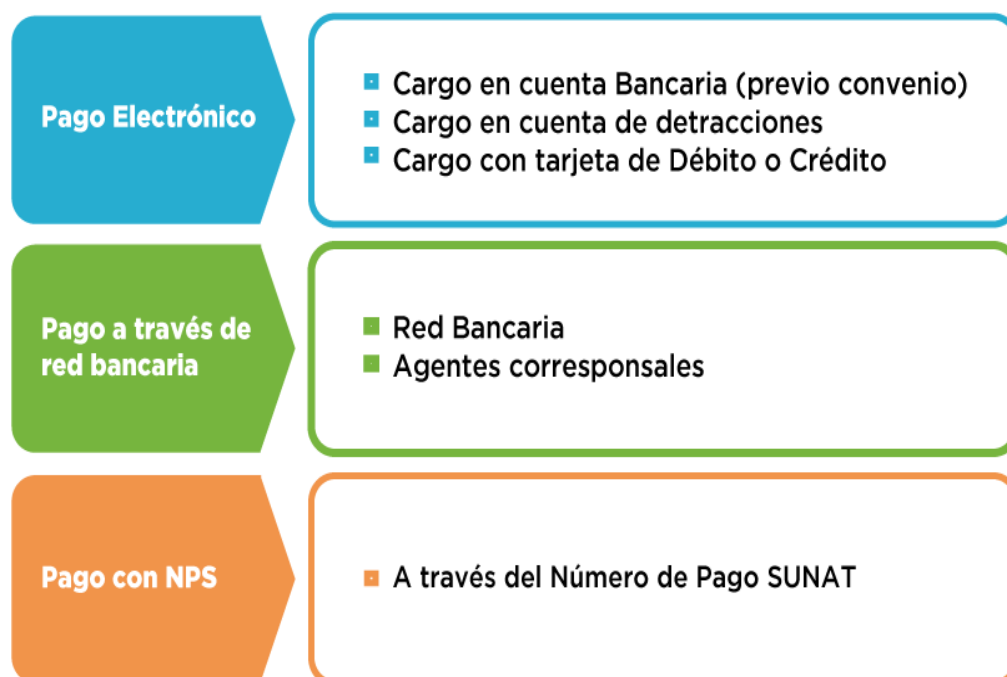 Pago Electrónico
Cargo en cuenta Bancaria (previo convenio)
Cargo en cuenta de detracciones
Cargo con tarjeta de Débito o Crédito
Pago a través de
red bancaria
Red Bancaria
Agentes corresponsales
Pago con NPS
A través del Número de Pago SUNAT